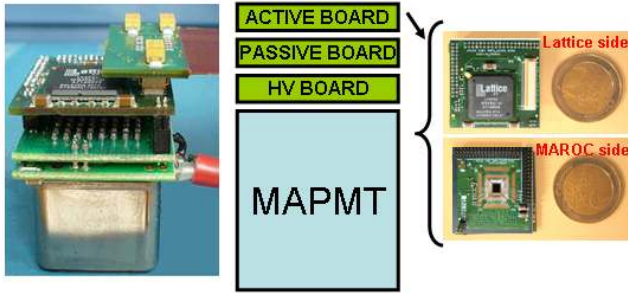 ACTIVE BOARD
PASSIVE BOARD
HV BOARD
MAPMT
Lattice side
Lattice
MAROC side